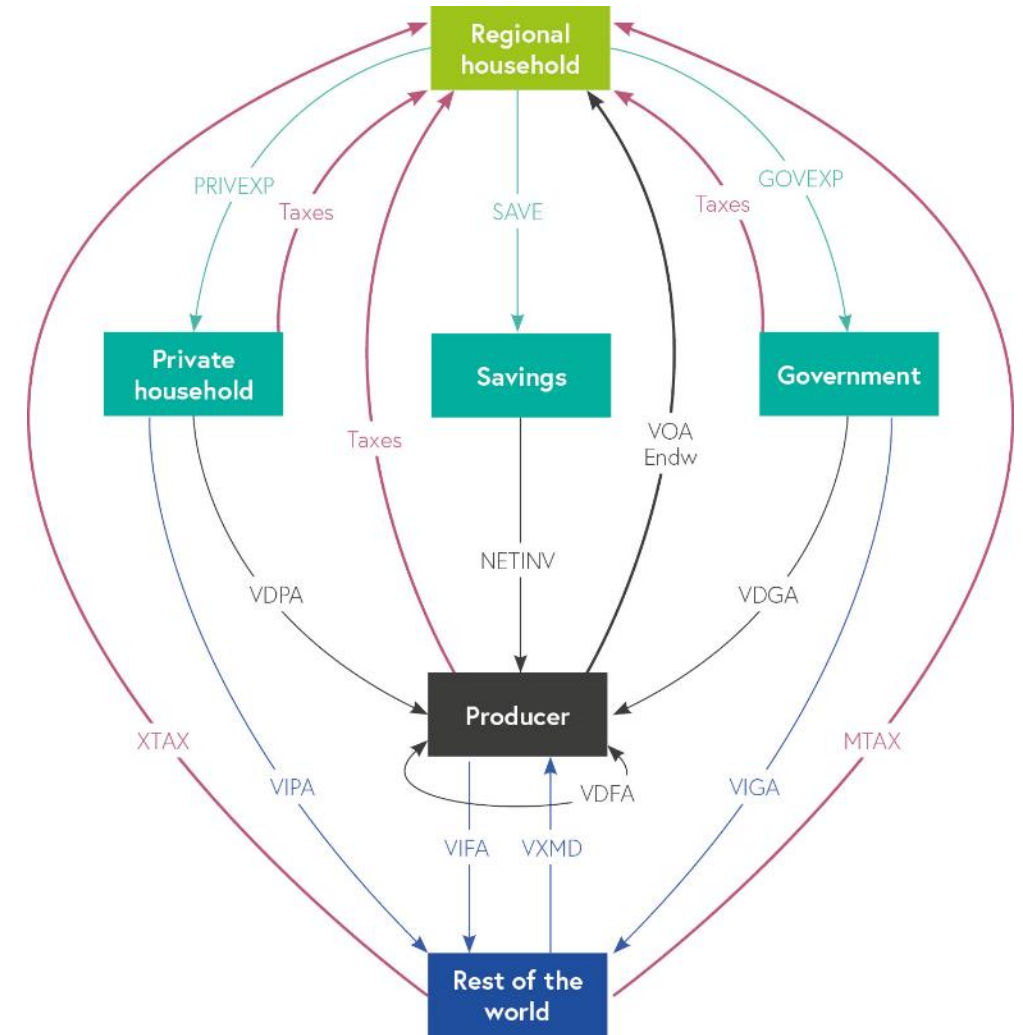 Regional
household
PRIVEXP
GOVEXP
Taxes
SAVE
Taxes
Private
household
Savings
Government
Taxes
VOA
Endw
NETINV
VDPA
VDGA
Producer
XTAX
MTAX
VIPA
VIGA
VDFA
VIFA
VXMD
Rest of the
world